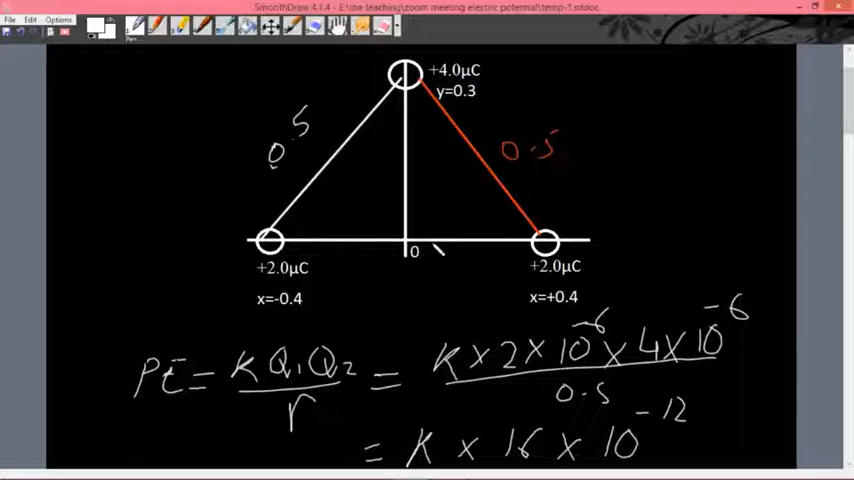 SmoothDraw 4.1.4 - E:\iba teaching\zoom meeting electric potential\temp-1.sddoc
File Edit Options
+4.0μC
y=0.3
0.5
0.5
0
+2.0μC
+2.0μC
x=-0.4
x=+0.4
PE = KQ₁Q₂/r = K×2×10⁻⁶×4×10⁻⁶/0.5
= K × 16 × 10⁻¹²